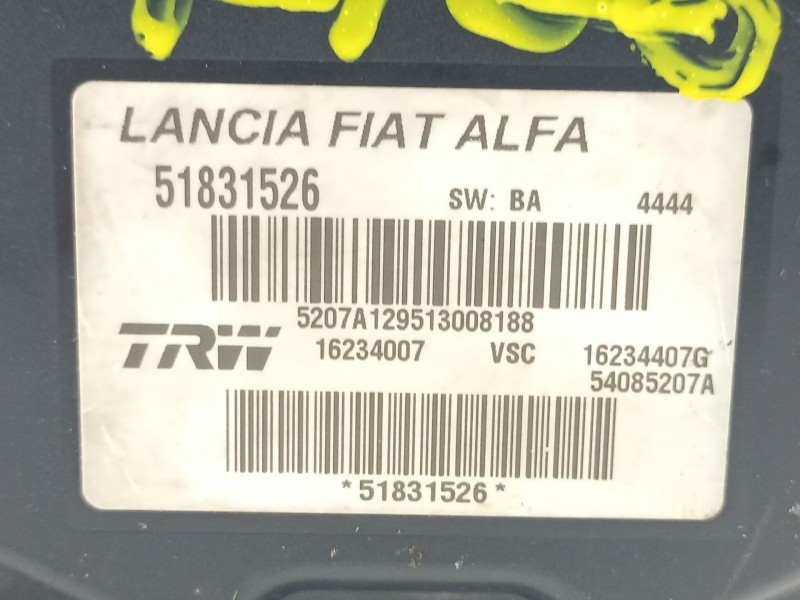 LANCIA FIAT ALFA
51831526 SW: BA 4444
5207A129513008188
TRW 16234007 VSC 16234407G
54085207A
*51831526*